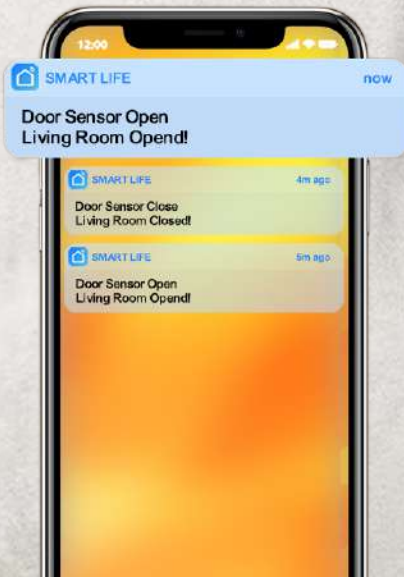 12:00
SMART LIFE now
Door Sensor Open
Living Room Opend!
SMART LIFE 4m ago
Door Sensor Close
Living Room Closed!
SMART LIFE 5m ago
Door Sensor Open
Living Room Opend!